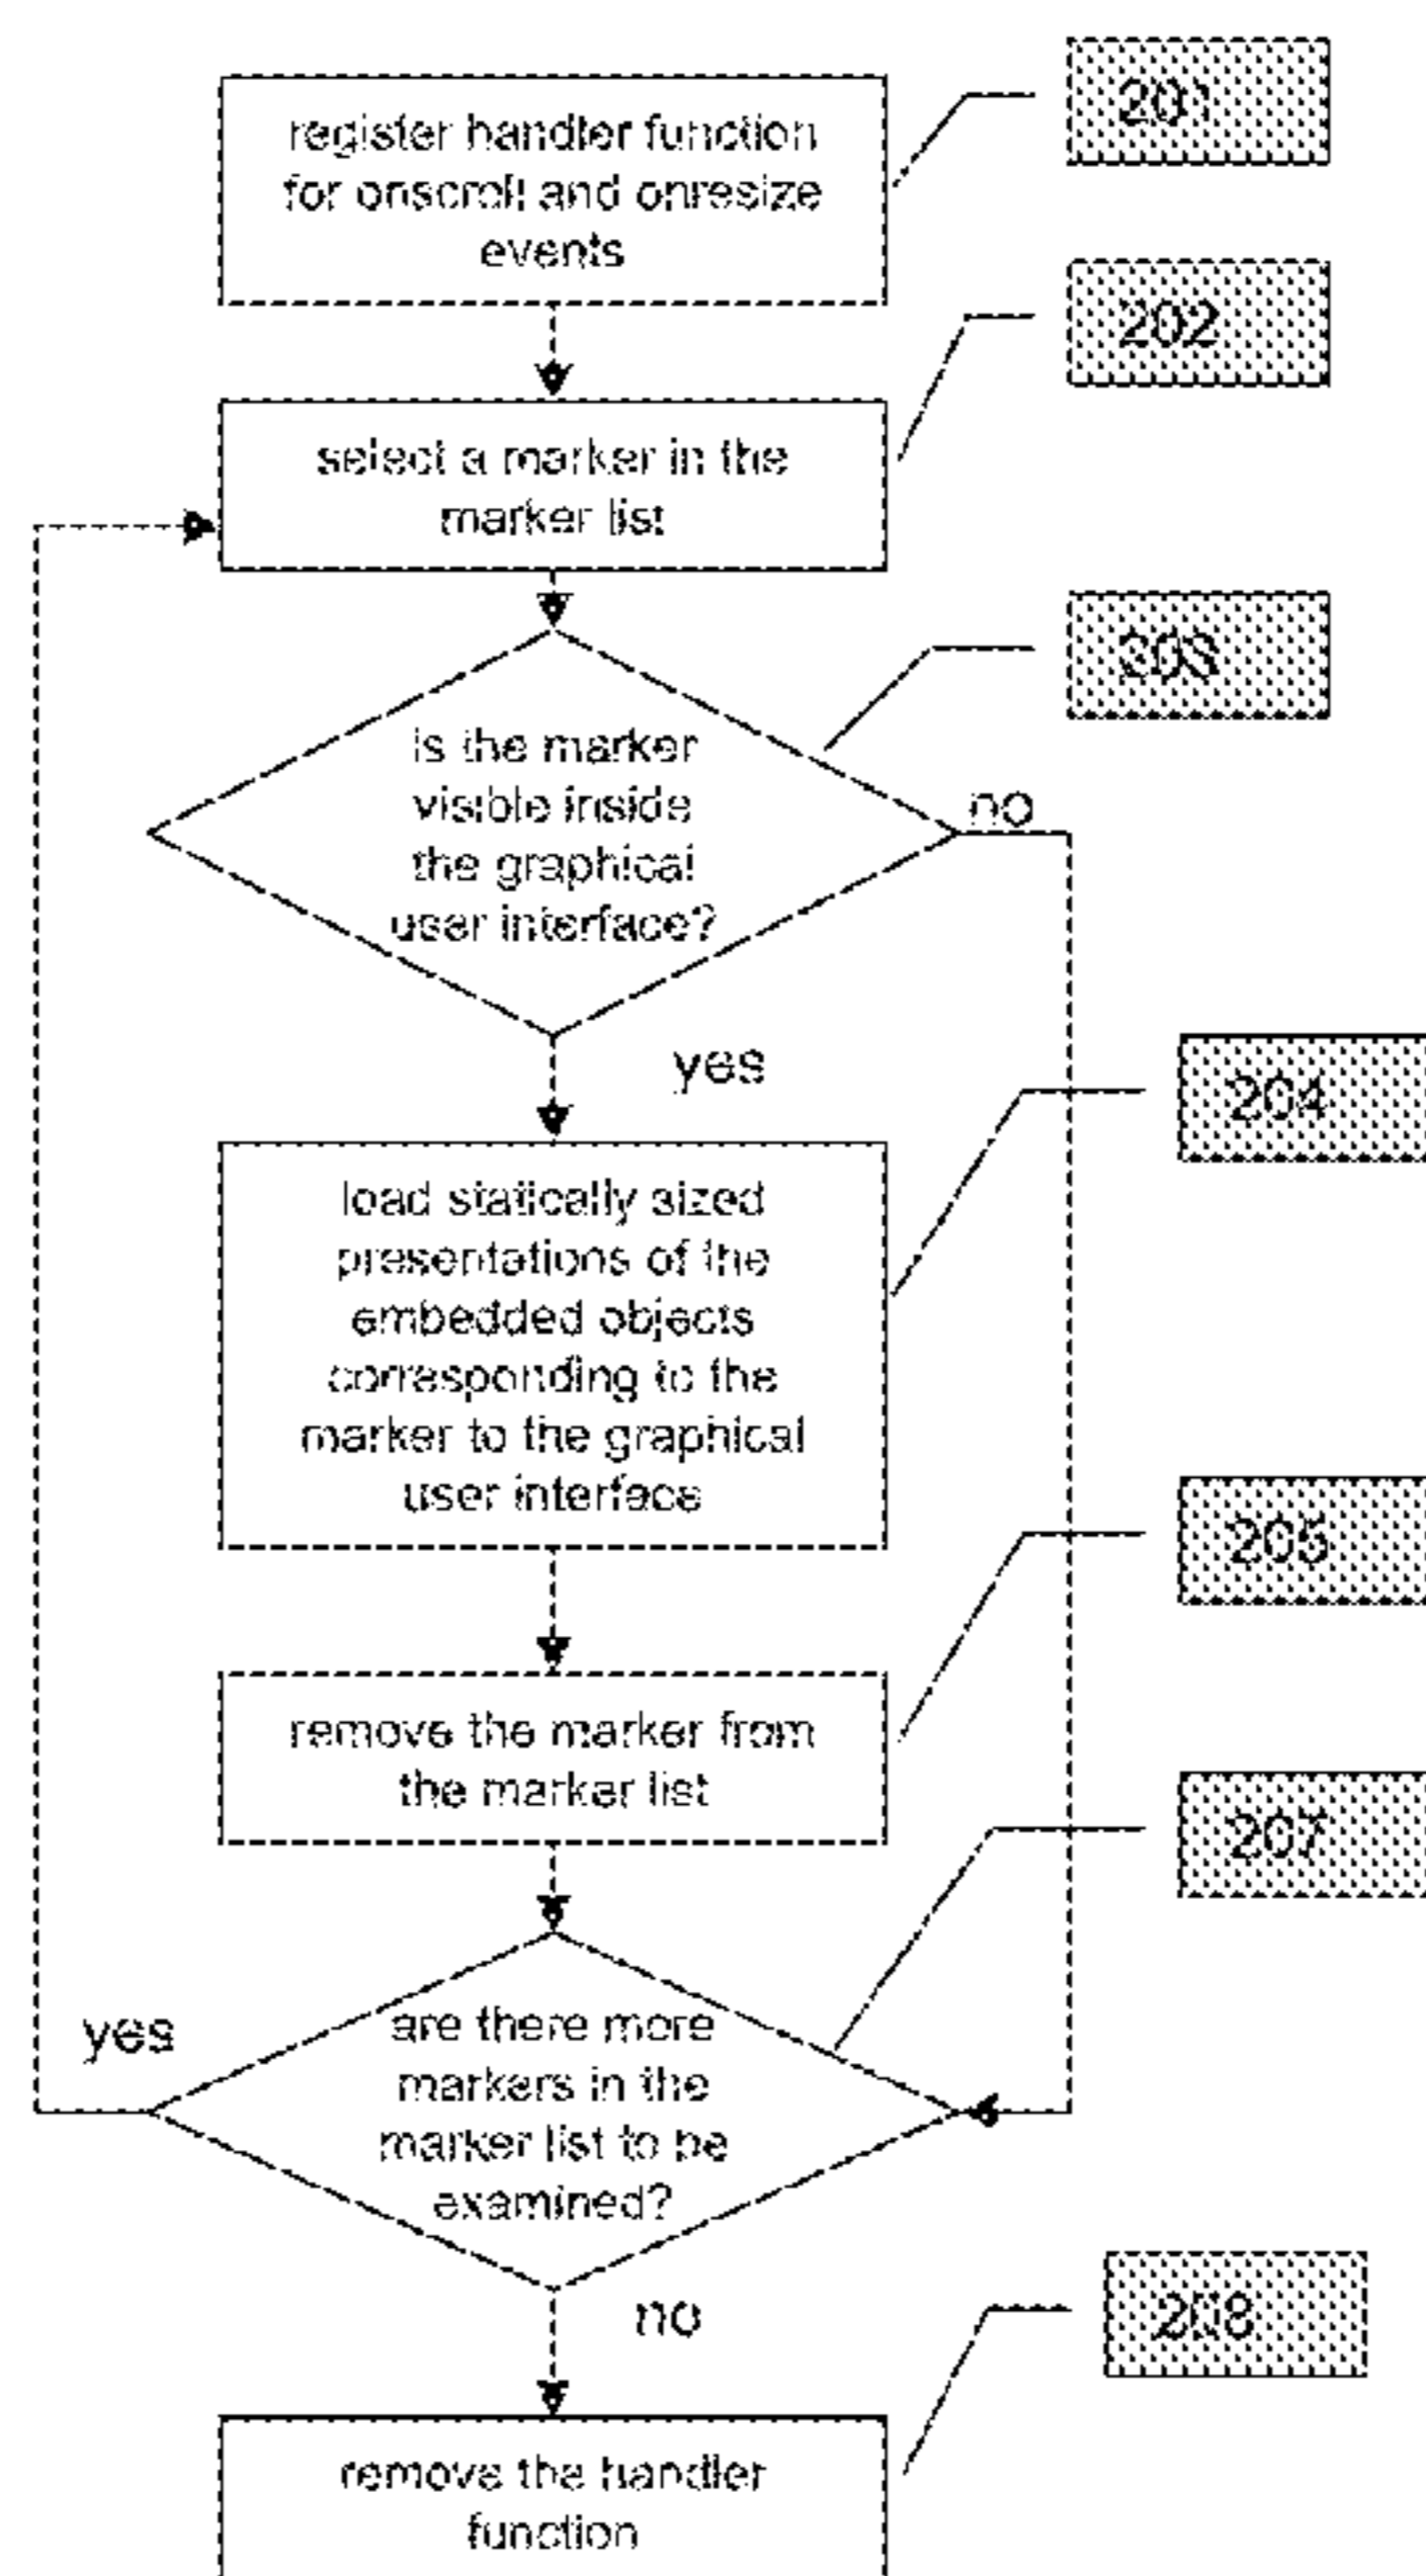 register handler function
for onscroll and onresize
events
201
202
select a marker in the
marker list
is the marker
visible inside
the graphical
user interface?
no
yes
204
load statically sized
presentations of the
embedded objects
corresponding to the
marker to the graphical
user interface
205
remove the marker from
the marker list
207
yes
are there more
markers in the
marker list to be
examined?
208
no
remove the handler
function